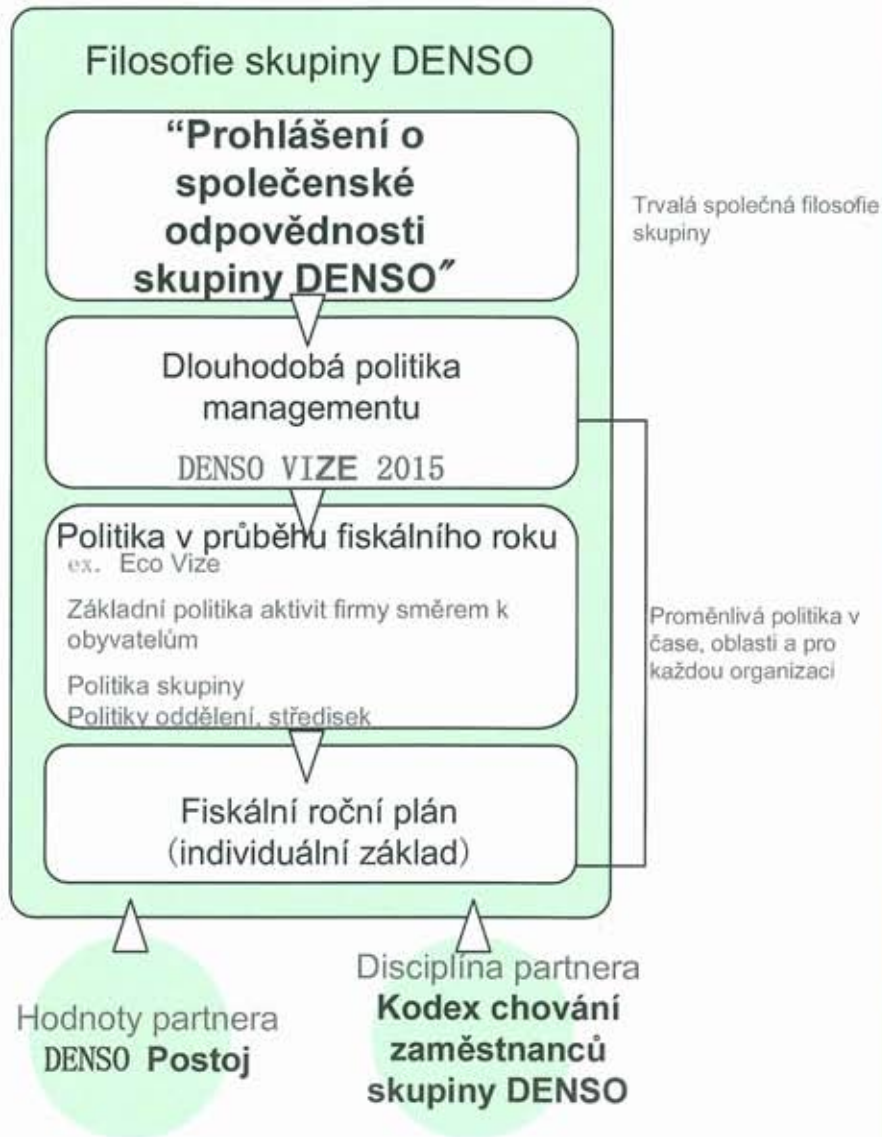 Filosofie skupiny DENSO
“Prohlášení o
společenské
odpovědnosti
skupiny DENSO″
Trvalá společná filosofie
skupiny
Dlouhodobá politika
managementu
DENSO VIZE 2015
Politika v průběhu fiskálního roku
ex. Eco Vize
Základní politika aktivit firmy směrem k
obyvatelům
Politika skupiny
Politiky oddělení, středisek
Proměnlivá politika v
čase, oblasti a pro
každou organizaci
Fiskální roční plán
(individuální základ)
Hodnoty partnera
DENSO Postoj
Disciplína partnera
Kodex chování
zaměstnanců
skupiny DENSO